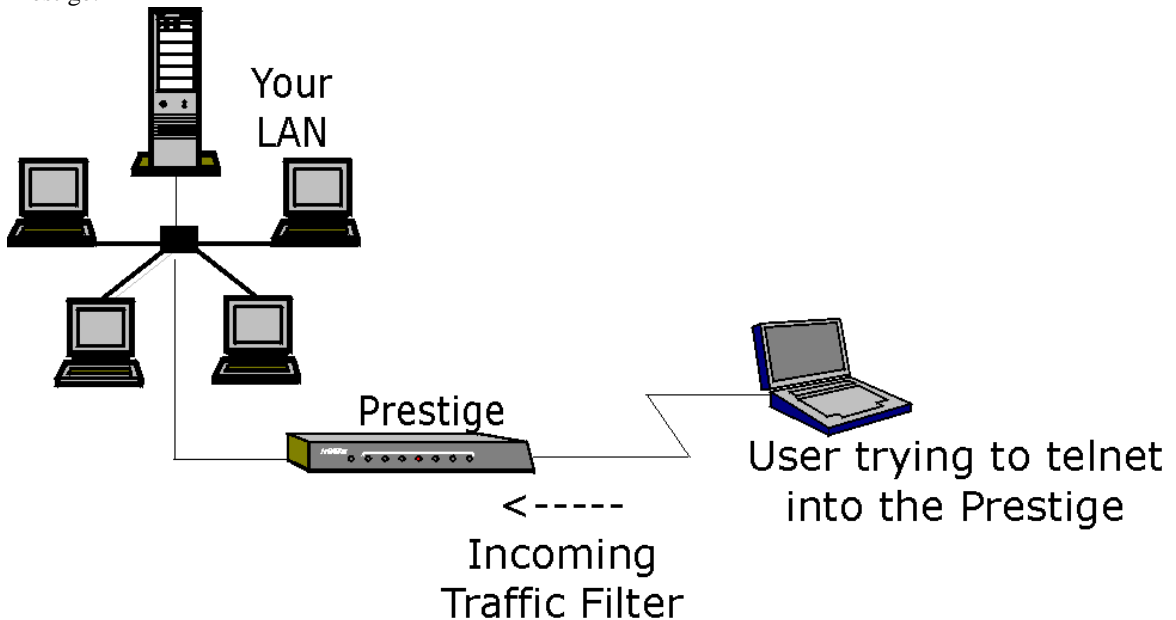 Your
LAN
Prestige
User trying to telnet
into the Prestige
<-----
Incoming
Traffic Filter